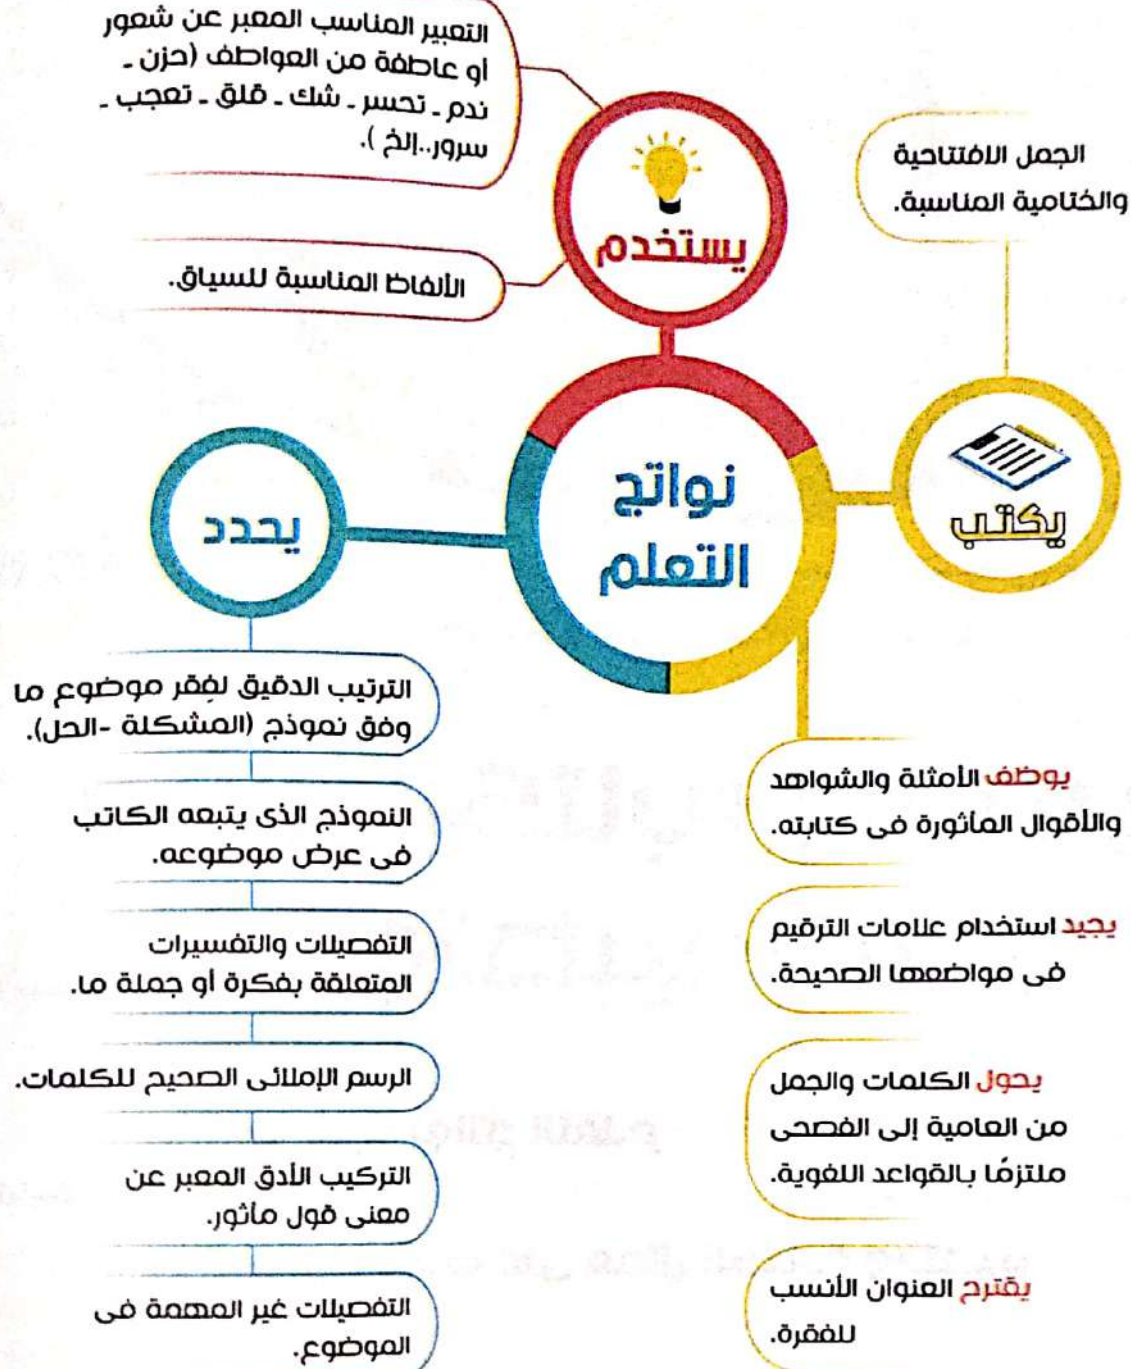 التعبير المناسب المعبر عن شعور
أو عاطفة من العواطف (حزن -
ندم - تحسر - شك - قلق - تعجب -
سرور..إلخ ).
الألفاظ المناسبة للسياق.
يستخدم
الجمل الافتتاحية
والختامية المناسبة.
يكتب
نواتج
التعلم
يحدد
يوظف الأمثلة والشواهد
والأقوال المأثورة فى كتابته.
يجيد استخدام علامات الترقيم
فى مواضعها الصحيحة.
يحول الكلمات والجمل
من العامية إلى الفصحى
ملتزمًا بالقواعد اللغوية.
يقترح العنوان الأنسب
للفقرة.
الترتيب الدقيق لفِقر موضوع ما
وفق نموذج (المشكلة -الحل).
النموذج الذى يتبعه الكاتب
فى عرض موضوعه.
التفصيلات والتفسيرات
المتعلقة بفكرة أو جملة ما.
الرسم الإملائى الصحيح للكلمات.
التركيب الأدق المعبر عن
معنى قول مأثور.
التفصيلات غير المهمة فى
الموضوع.